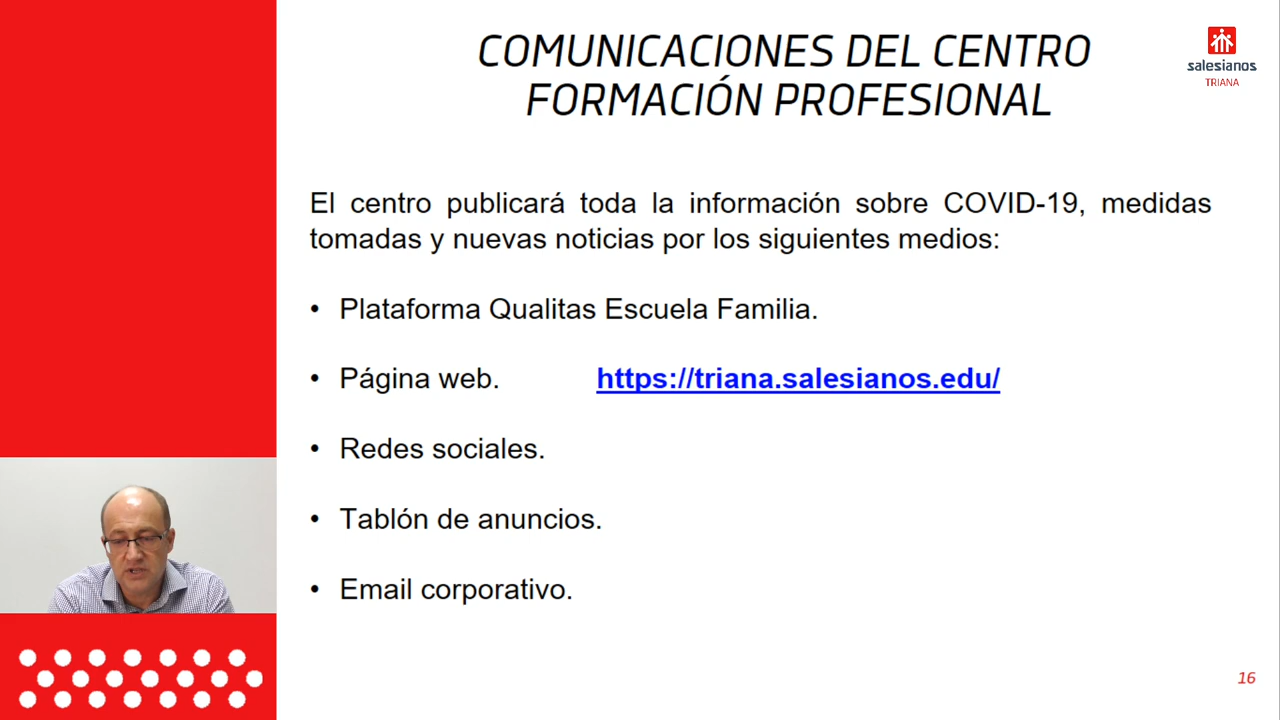 COMUNICACIONES DEL CENTRO
FORMACIÓN PROFESIONAL
salesianos
TRIANA
El centro publicará toda la información sobre COVID-19, medidas
tomadas y nuevas noticias por los siguientes medios:
• Plataforma Qualitas Escuela Familia.
• Página web. https://triana.salesianos.edu/
• Redes sociales.
• Tablón de anuncios.
• Email corporativo.
16